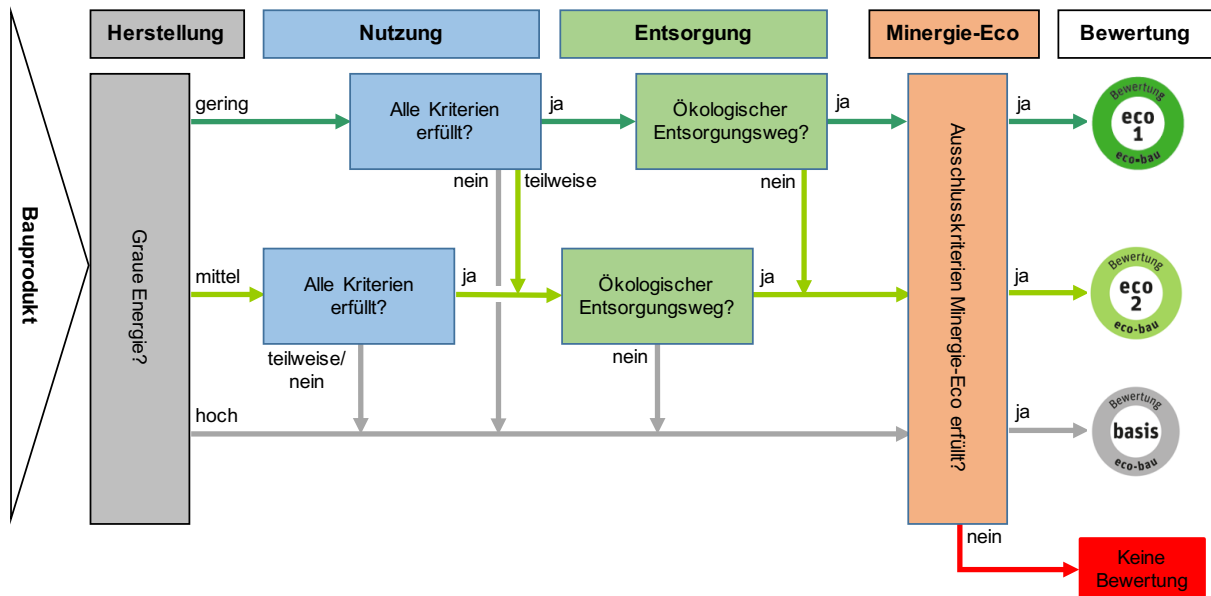 Herstellung
Nutzung
Entsorgung
Minergie-Eco
Bewertung
Bauprodukt
Graue Energie?
gering
Alle Kriterien
erfüllt?
ja
Ökologischer
Entsorgungsweg?
ja
Ausschlusskriterien Minergie-Eco erfüllt?
ja
Bewertung
eco
1
eco-bau
nein
teilweise
nein
mittel
Alle Kriterien
erfüllt?
ja
Ökologischer
Entsorgungsweg?
ja
ja
Bewertung
eco
2
eco-bau
teilweise/
nein
nein
hoch
ja
Bewertung
basis
eco-bau
nein
Keine
Bewertung